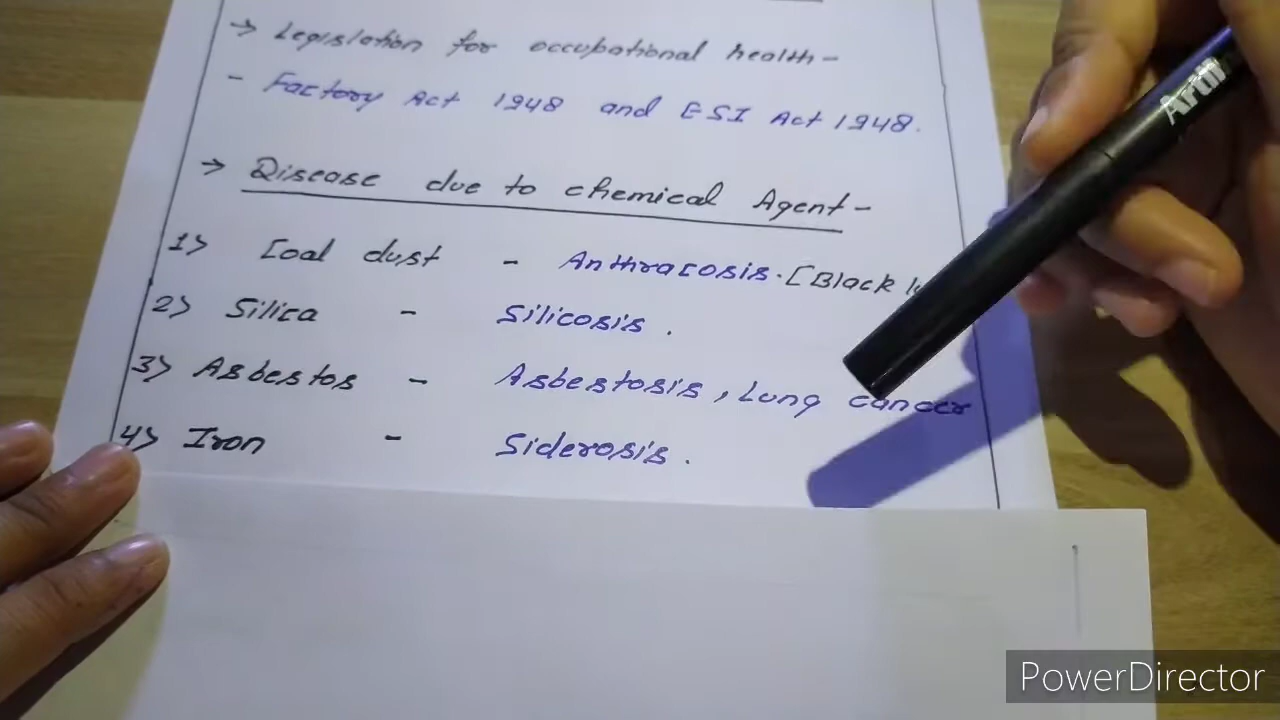 → Legislation for occupational health-
- Factory Act 1948 and ESI Act 1948.
→ Disease due to chemical Agent-
1> Coal dust - Anthracosis. [Black
2> Silica - Silicosis.
3> Asbestos - Asbestosis, Lung cancer
4> Iron - Siderosis.
Arth
PowerDirector